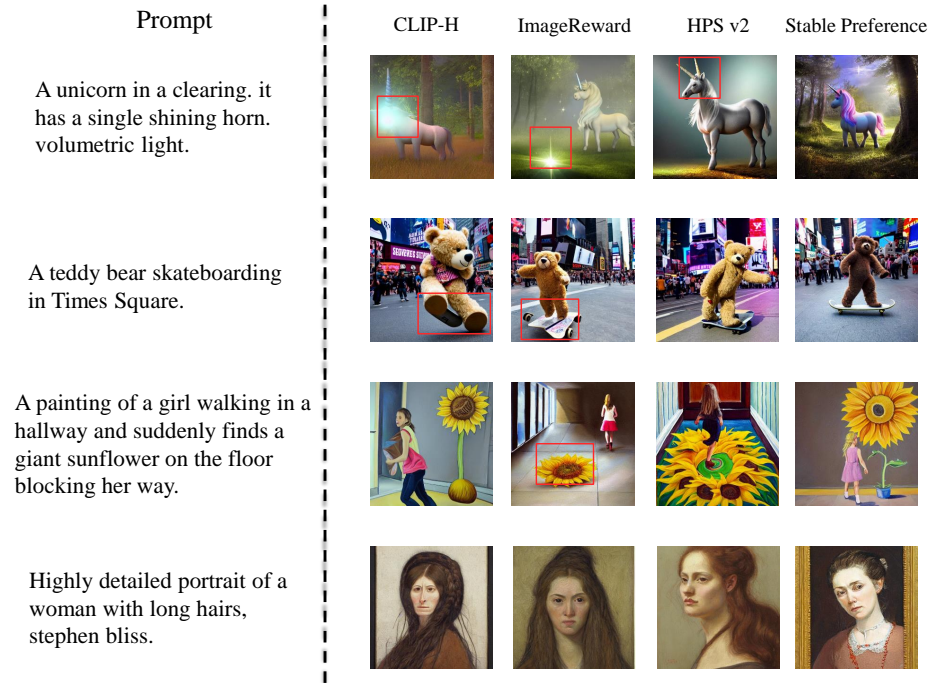 Prompt
CLIP-H
ImageReward
HPS v2
Stable Preference
A unicorn in a clearing. it
has a single shining horn.
volumetric light.
A teddy bear skateboarding
in Times Square.
A painting of a girl walking in a
hallway and suddenly finds a
giant sunflower on the floor
blocking her way.
Highly detailed portrait of a
woman with long hairs,
stephen bliss.